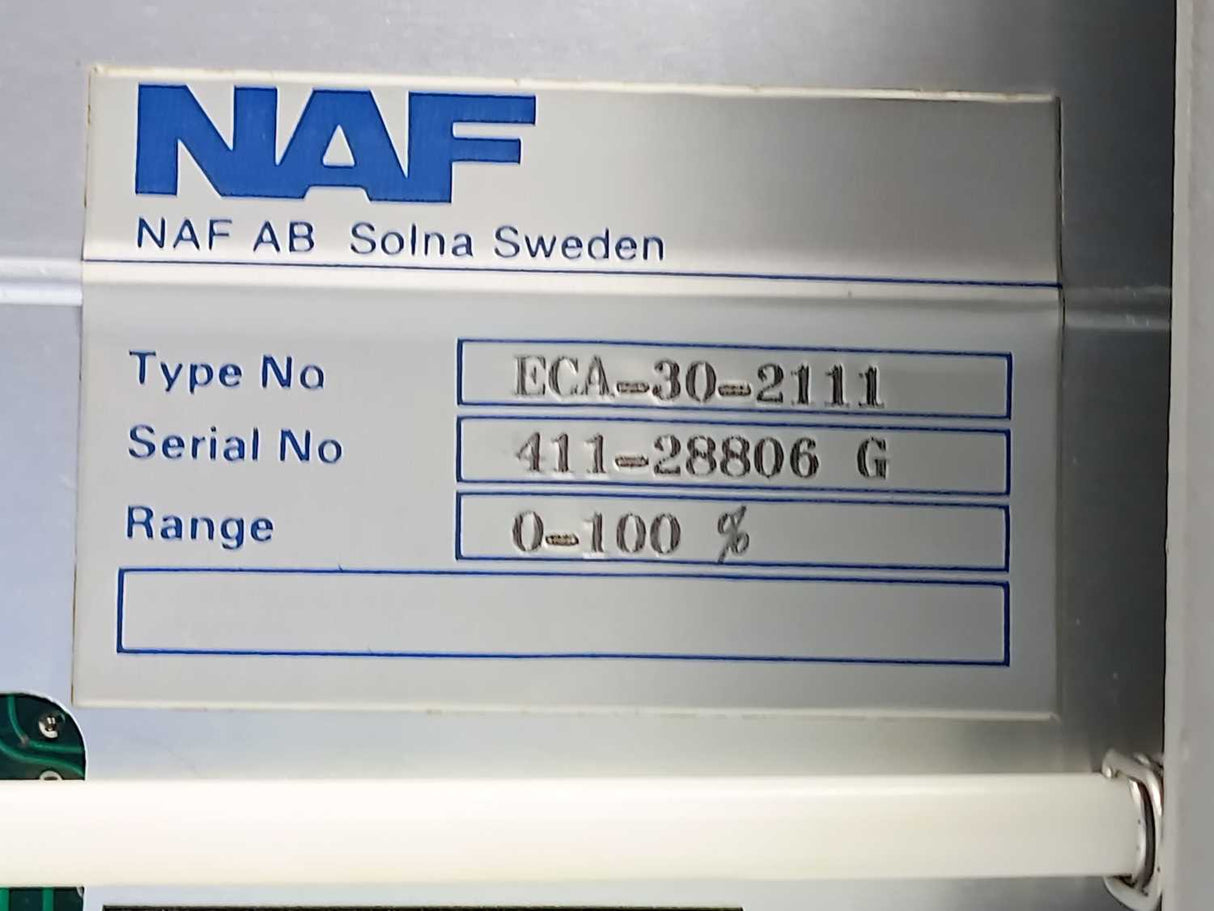 NAF
NAF AB Solna Sweden
Type No ECA-30-2111
Serial No 411-28806 G
Range 0-100 %